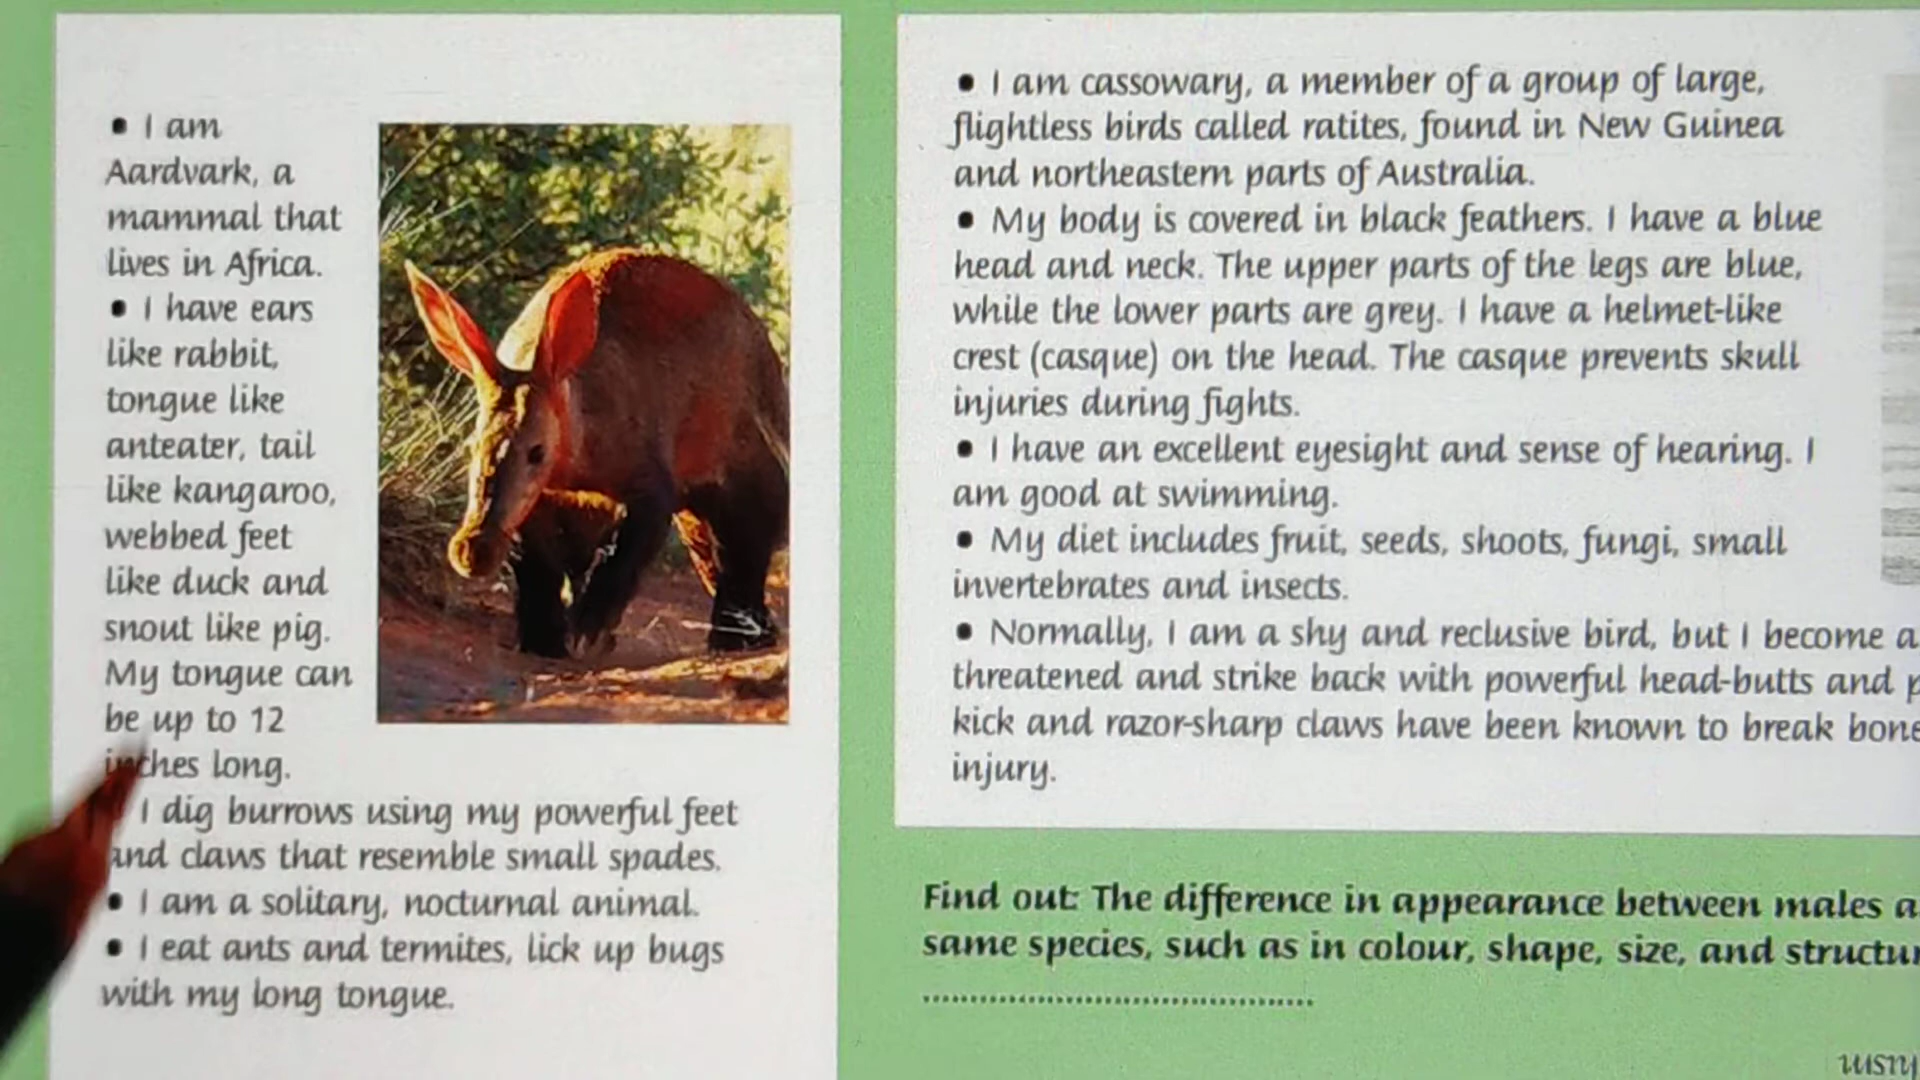 • I am
Aardvark, a
mammal that
lives in Africa.
• I have ears
like rabbit,
tongue like
anteater, tail
like kangaroo,
webbed feet
like duck and
snout like pig.
My tongue can
be up to 12
inches long.
I dig burrows using my powerful feet
and claws that resemble small spades.
• I am a solitary, nocturnal animal.
• I eat ants and termites, lick up bugs
with my long tongue.
• I am cassowary, a member of a group of large,
flightless birds called ratites, found in New Guinea
and northeastern parts of Australia.
• My body is covered in black feathers. I have a blue
head and neck. The upper parts of the legs are blue,
while the lower parts are grey. I have a helmet-like
crest (casque) on the head. The casque prevents skull
injuries during fights.
• I have an excellent eyesight and sense of hearing. I
am good at swimming.
• My diet includes fruit, seeds, shoots, fungi, small
invertebrates and insects.
• Normally, I am a shy and reclusive bird, but I become
threatened and strike back with powerful head-butts and
kick and razor-sharp claws have been known to break
injury.
Find out: The difference in appearance between males
same species, such as in colour, shape, size, and
.......................................